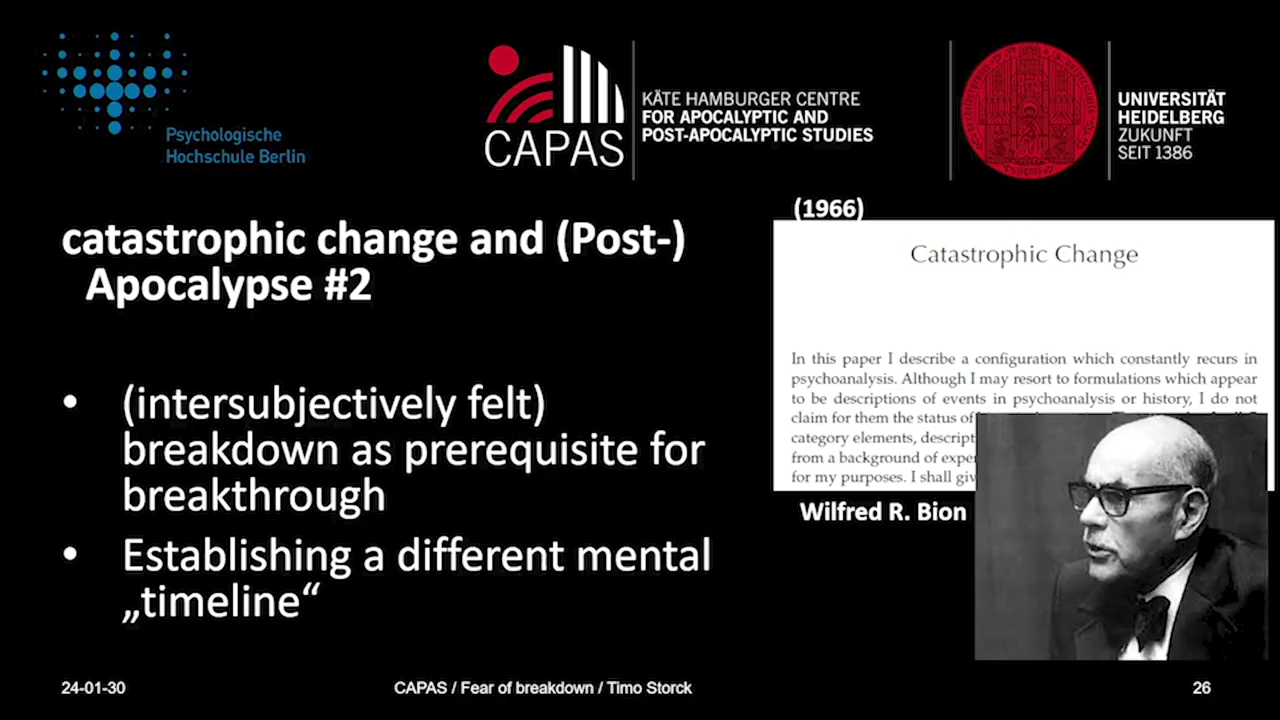 Psychologische
Hochschule Berlin
CAPAS
KÄTE HAMBURGER CENTRE
FOR APOCALYPTIC AND
POST-APOCALYPTIC STUDIES
UNIVERSITÄT
HEIDELBERG
ZUKUNFT
SEIT 1386
catastrophic change and (Post-)
Apocalypse #2
• (intersubjectively felt)
breakdown as prerequisite for
breakthrough
• Establishing a different mental
„timeline“
(1966)
Catastrophic Change
In this paper I describe a configuration which constantly recurs in
psychoanalysis. Although I may resort to formulations which appear
to be descriptions of events in psychoanalysis or history, I do not
claim for them the status of
category elements, descript
from a background of exper
for my purposes. I shall giv
Wilfred R. Bion
24-01-30
CAPAS / Fear of breakdown / Timo Storck
26